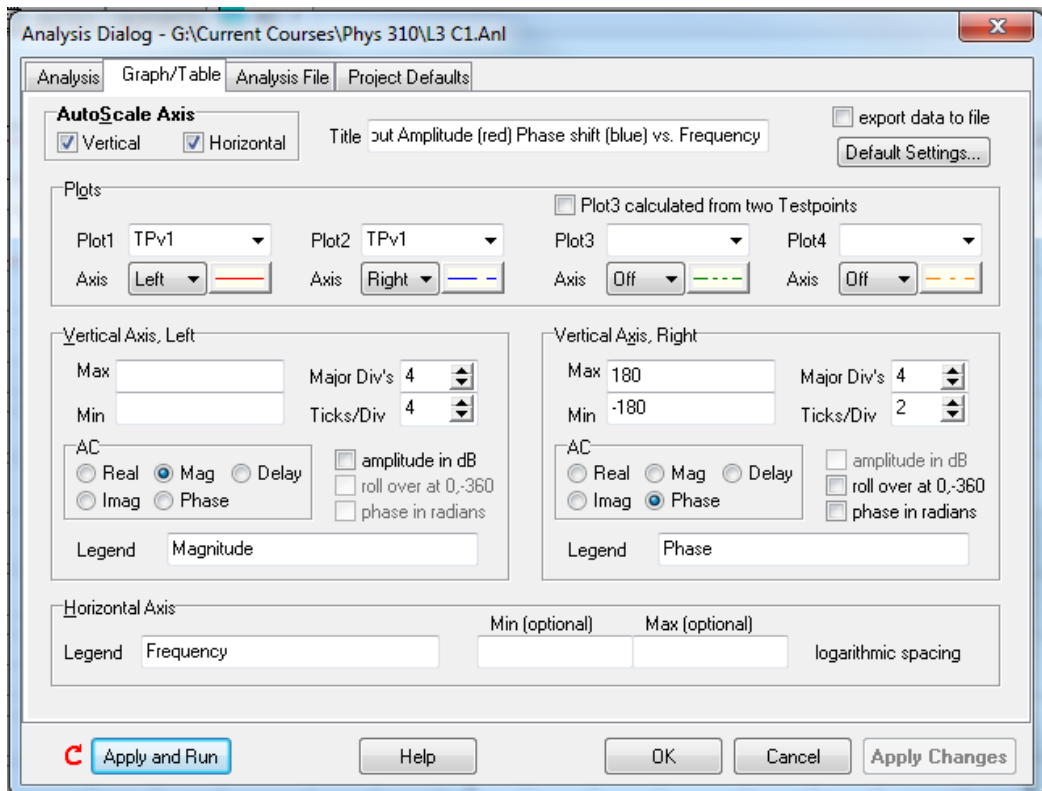 Analysis Dialog - G:\Current Courses\Phys 310\L3 C1.Anl
X
Analysis Graph/Table Analysis File Project Defaults
AutoScale Axis
Vertical Horizontal
Title out Amplitude (red) Phase shift (blue) vs. Frequency
export data to file
Default Settings...
Plots
Plot3 calculated from two Testpoints
Plot1 TPv1 Plot2 TPv1 Plot3 Plot4
Axis Left Axis Right Axis Off Axis Off
Vertical Axis, Left
Max Major Div's 4
Min Ticks/Div 4
AC
Real Mag Delay
Imag Phase
amplitude in dB
roll over at 0,-360
phase in radians
Legend Magnitude
Vertical Axis, Right
Max 180 Major Div's 4
Min -180 Ticks/Div 2
AC
Real Mag Delay
Imag Phase
amplitude in dB
roll over at 0,-360
phase in radians
Legend Phase
Horizontal Axis
Min (optional) Max (optional)
Legend Frequency logarithmic spacing
Apply and Run Help OK Cancel Apply Changes